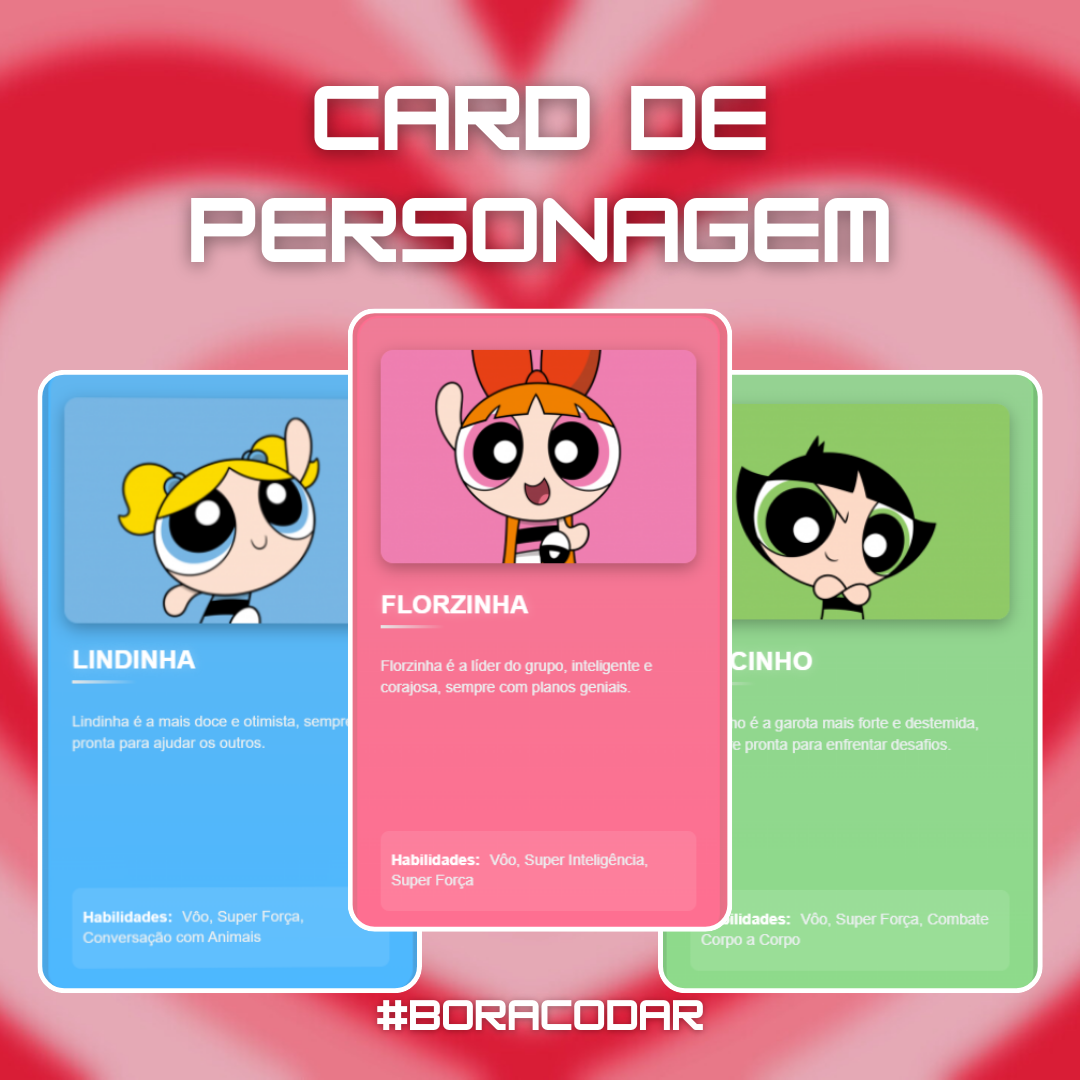 CARD DE
PERSONAGEM
LINDINHA
Lindinha é a mais doce e otimista, sempre
pronta para ajudar os outros.
Habilidades: Vôo, Super Força,
Conversação com Animais
FLORZINHA
Florzinha é a líder do grupo, inteligente e
corajosa, sempre com planos geniais.
Habilidades: Vôo, Super Inteligência,
Super Força
CINHO
é a garota mais forte e destemida,
pronta para enfrentar desafios.
Habilidades: Vôo, Super Força, Combate
Corpo a Corpo
#BORACODAR